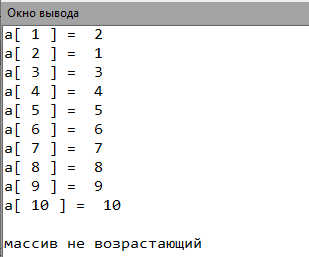 Окно вывода
a[ 1 ] =  2
a[ 2 ] =  1
a[ 3 ] =  3
a[ 4 ] =  4
a[ 5 ] =  5
a[ 6 ] =  6
a[ 7 ] =  7
a[ 8 ] =  8
a[ 9 ] =  9
a[ 10 ] =  10
массив не возрастающий